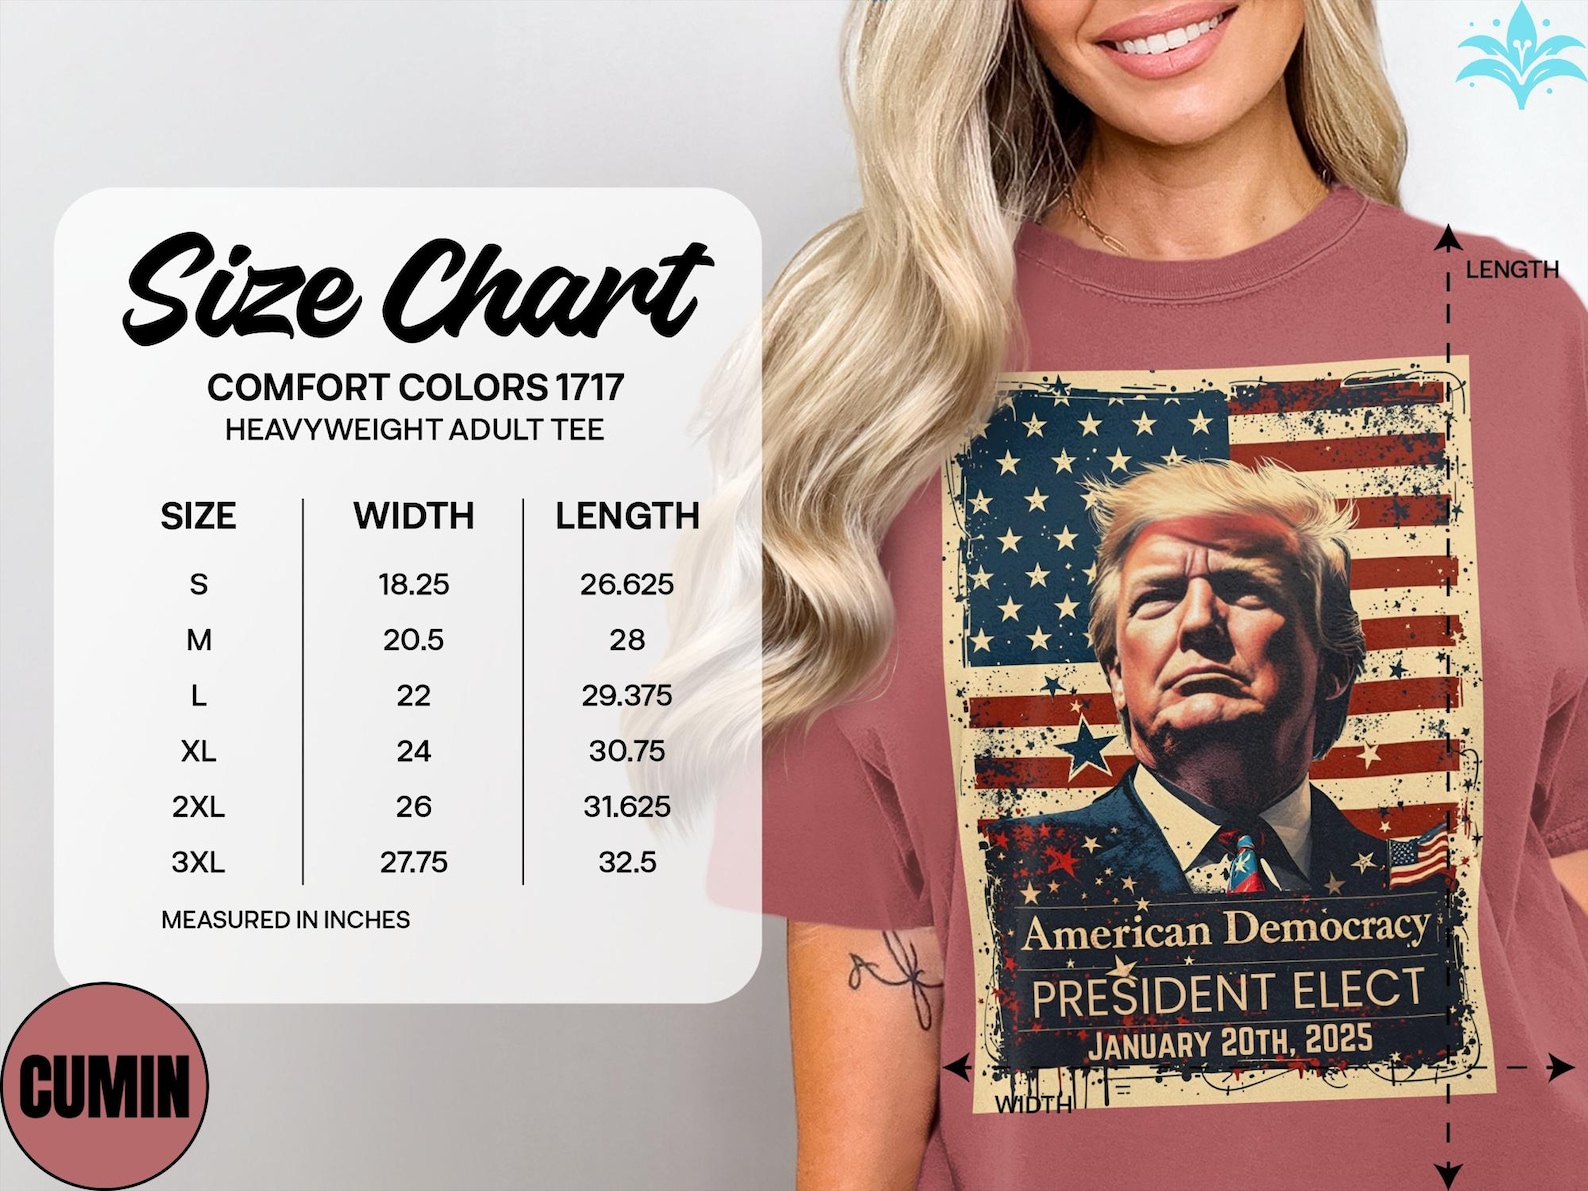 Size Chart
COMFORT COLORS 1717
HEAVYWEIGHT ADULT TEE
SIZE WIDTH LENGTH
S 18.25 26.625
M 20.5 28
L 22 29.375
XL 24 30.75
2XL 26 31.625
3XL 27.75 32.5
MEASURED IN INCHES
CUMIN
LENGTH
American Democracy
PRESIDENT ELECT
JANUARY 20TH, 2025
WIDTH